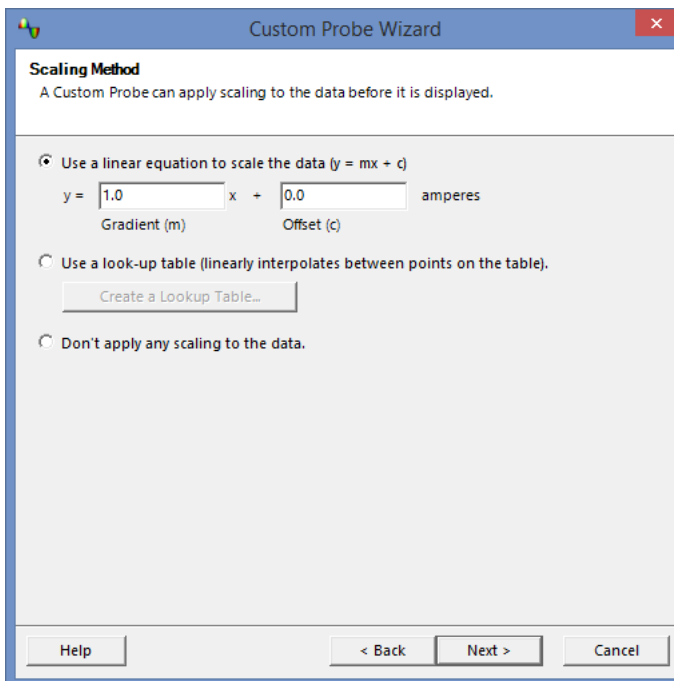 Custom Probe Wizard
Scaling Method
A Custom Probe can apply scaling to the data before it is displayed.
Use a linear equation to scale the data (y = mx + c)
y = 1.0 x + 0.0 amperes
Gradient (m) Offset (c)
Use a look-up table (linearly interpolates between points on the table).
Create a Lookup Table...
Don't apply any scaling to the data.
Help < Back Next > Cancel